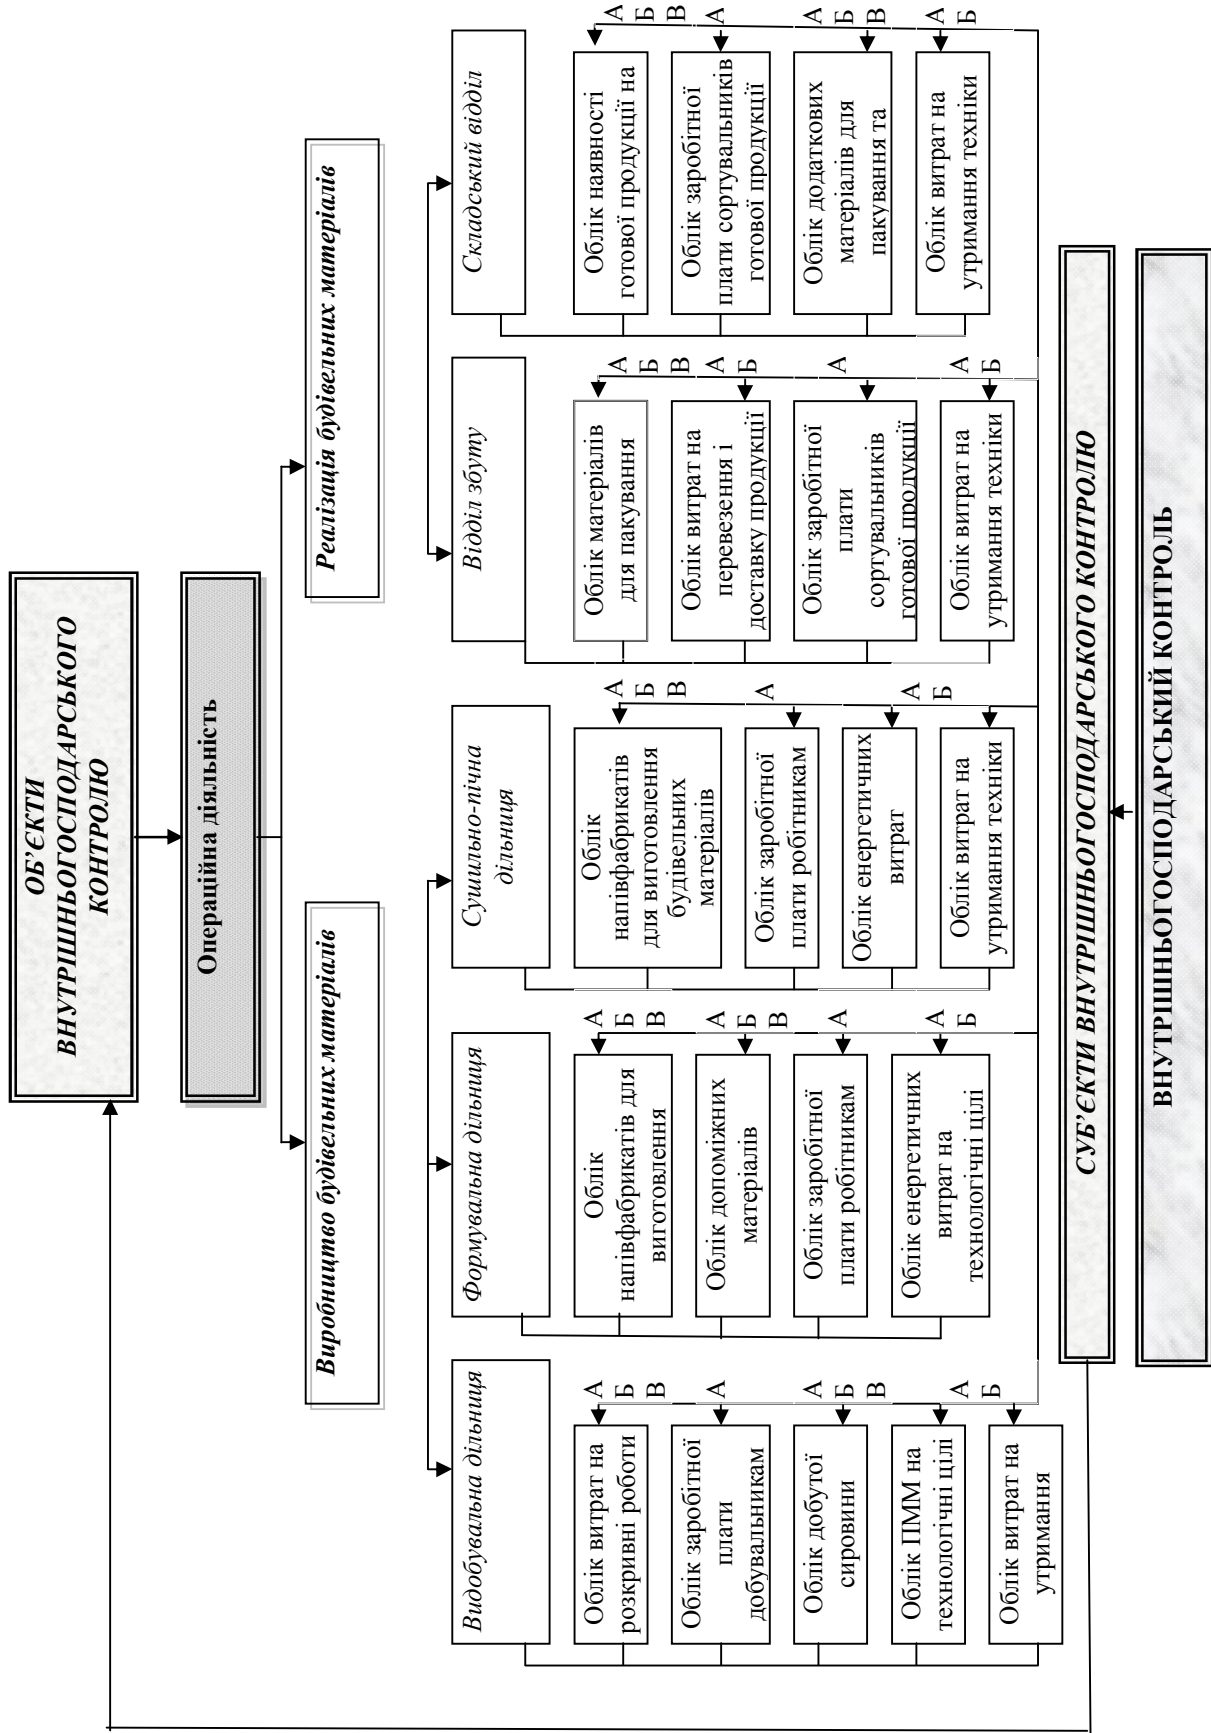 ОБ’ЄКТИ
ВНУТРІШНЬОГОСПОДАРСЬКОГО
КОНТРОЛЮ
Операційна діяльність
Виробництво будівельних матеріалів
Реалізація будівельних матеріалів
Видобувальна дільниця
Облік витрат на
розкривні роботи
А
Б
В
Облік заробітної
плати
добувальникам
А
Облік добутої
сировини
А
Б
В
Облік ПММ на
технологічні цілі
А
Б
Облік витрат на
утримання
Формувальна дільниця
Облік
напівфабрикатів для
виготовлення
А
Б
В
Облік допоміжних
матеріалів
А
Б
В
Облік заробітної
плати робітникам
А
Облік енергетичних
витрат на
технологічні цілі
А
Б
Сушильно-пічна
дільниця
Облік
напівфабрикатів
для виготовлення
будівельних
матеріалів
А
Б
В
Облік заробітної
плати робітникам
А
Облік енергетичних
витрат
А
Б
Облік витрат на
утримання техніки
Відділ збуту
Облік матеріалів
для пакування
А
Б
В
Облік витрат на
перевезення і
доставку продукції
А
Б
Облік заробітної
плати
сортувальників
готової продукції
А
Облік витрат на
утримання техніки
А
Б
Складський відділ
Облік наявності
готової продукції на
А
Б
В
Облік заробітної
плати сортувальників
готової продукції
А
Облік додаткових
матеріалів для
пакування та
А
Б
В
Облік витрат на
утримання техніки
А
Б
СУБ’ЄКТИ ВНУТРІШНЬОГОСПОДАРСЬКОГО КОНТРОЛЮ
ВНУТРІШНЬОГОСПОДАРСЬКИЙ КОНТРОЛЬ